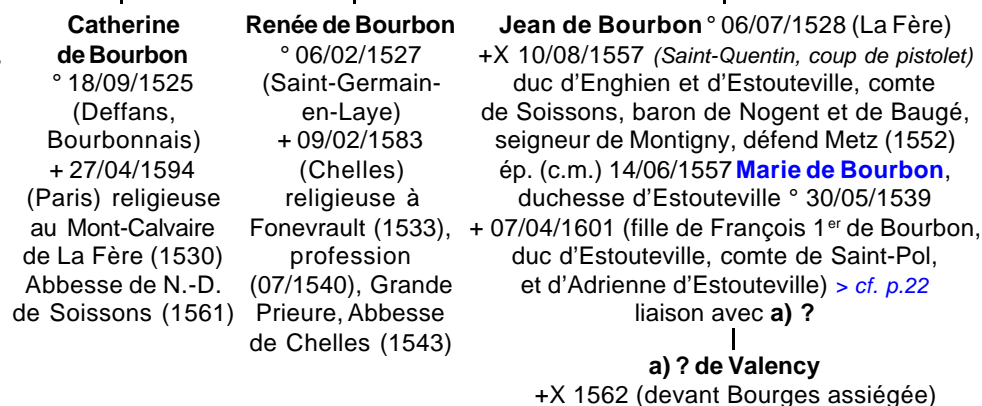 Catherine
de Bourbon
° 18/09/1525
(Deffans,
Bourbonnais)
+ 27/04/1594
(Paris) religieuse
au Mont-Calvaire
de La Fère (1530)
Abbesse de N.-D.
de Soissons (1561)
Renée de Bourbon
° 06/02/1527
(Saint-Germain-
en-Laye)
+ 09/02/1583
(Chelles)
religieuse à
Fonevrault (1533),
profession
(07/1540), Grande
Prieure, Abbesse
de Chelles (1543)
Jean de Bourbon ° 06/07/1528 (La Fère)
+X 10/08/1557 (Saint-Quentin, coup de pistolet)
duc d'Enghien et d'Estouteville, comte
de Soissons, baron de Nogent et de Baugé,
seigneur de Montigny, défend Metz (1552)
ép. (c.m.) 14/06/1557 Marie de Bourbon,
duchesse d'Estouteville ° 30/05/1539
+ 07/04/1601 (fille de François 1er de Bourbon,
duc d'Estouteville, comte de Saint-Pol,
et d'Adrienne d'Estouteville) > cf. p.22
liaison avec a) ?
a) ? de Valency
+X 1562 (devant Bourges assiégée)